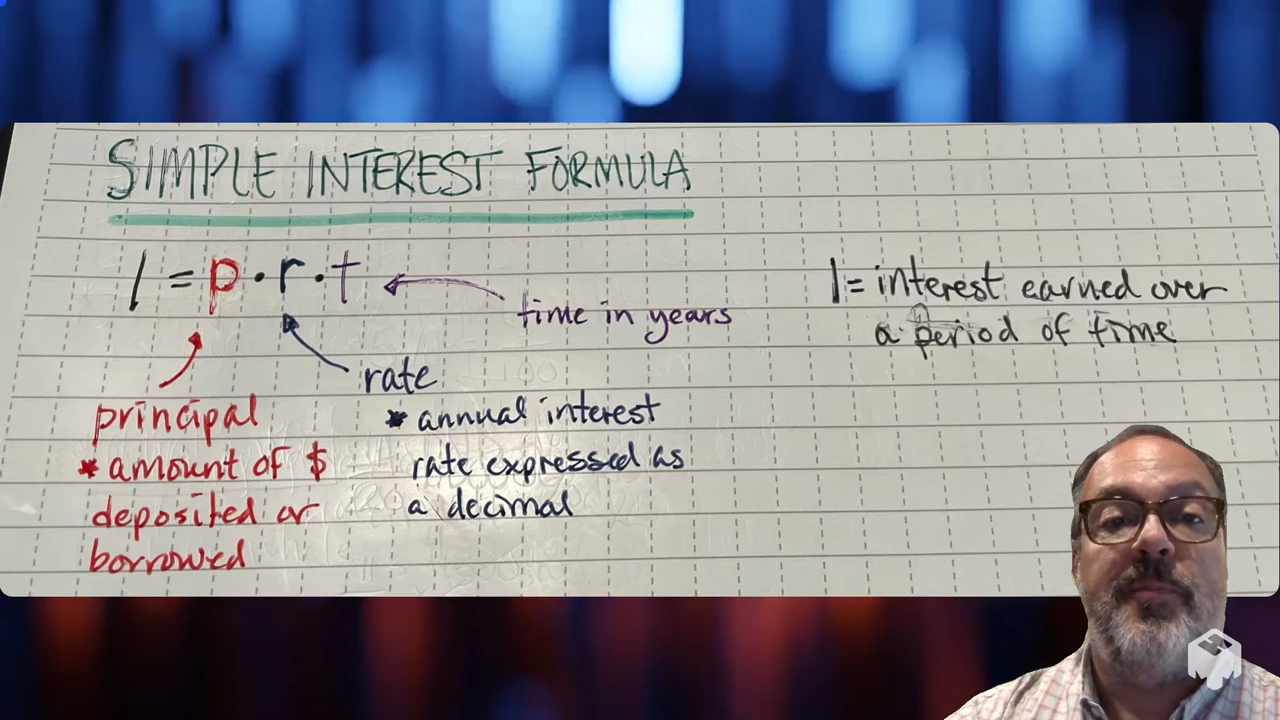 SIMPLE INTEREST FORMULA
I = p · r · t
time in years
I = interest earned over
a period of time
rate
* annual interest
rate expressed as
a decimal
principal
* amount of $
deposited or
borrowed